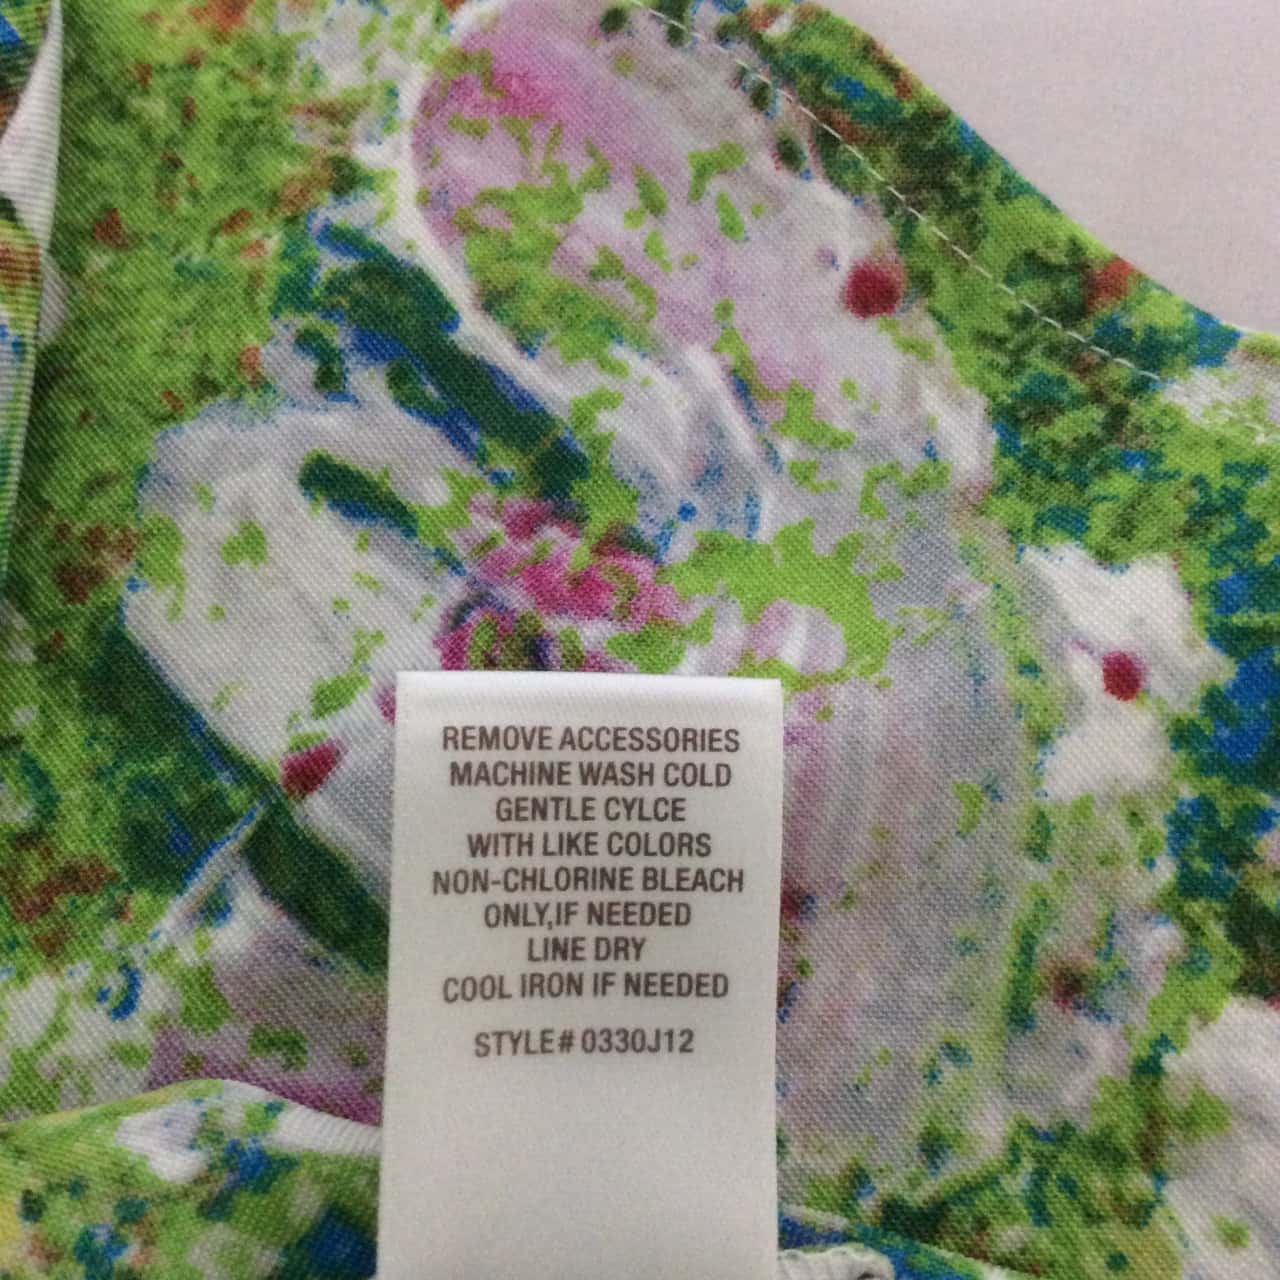 REMOVE ACCESSORIES
MACHINE WASH COLD
GENTLE CYLCE
WITH LIKE COLORS
NON-CHLORINE BLEACH
ONLY,IF NEEDED
LINE DRY
COOL IRON IF NEEDED
STYLE# 0330J12